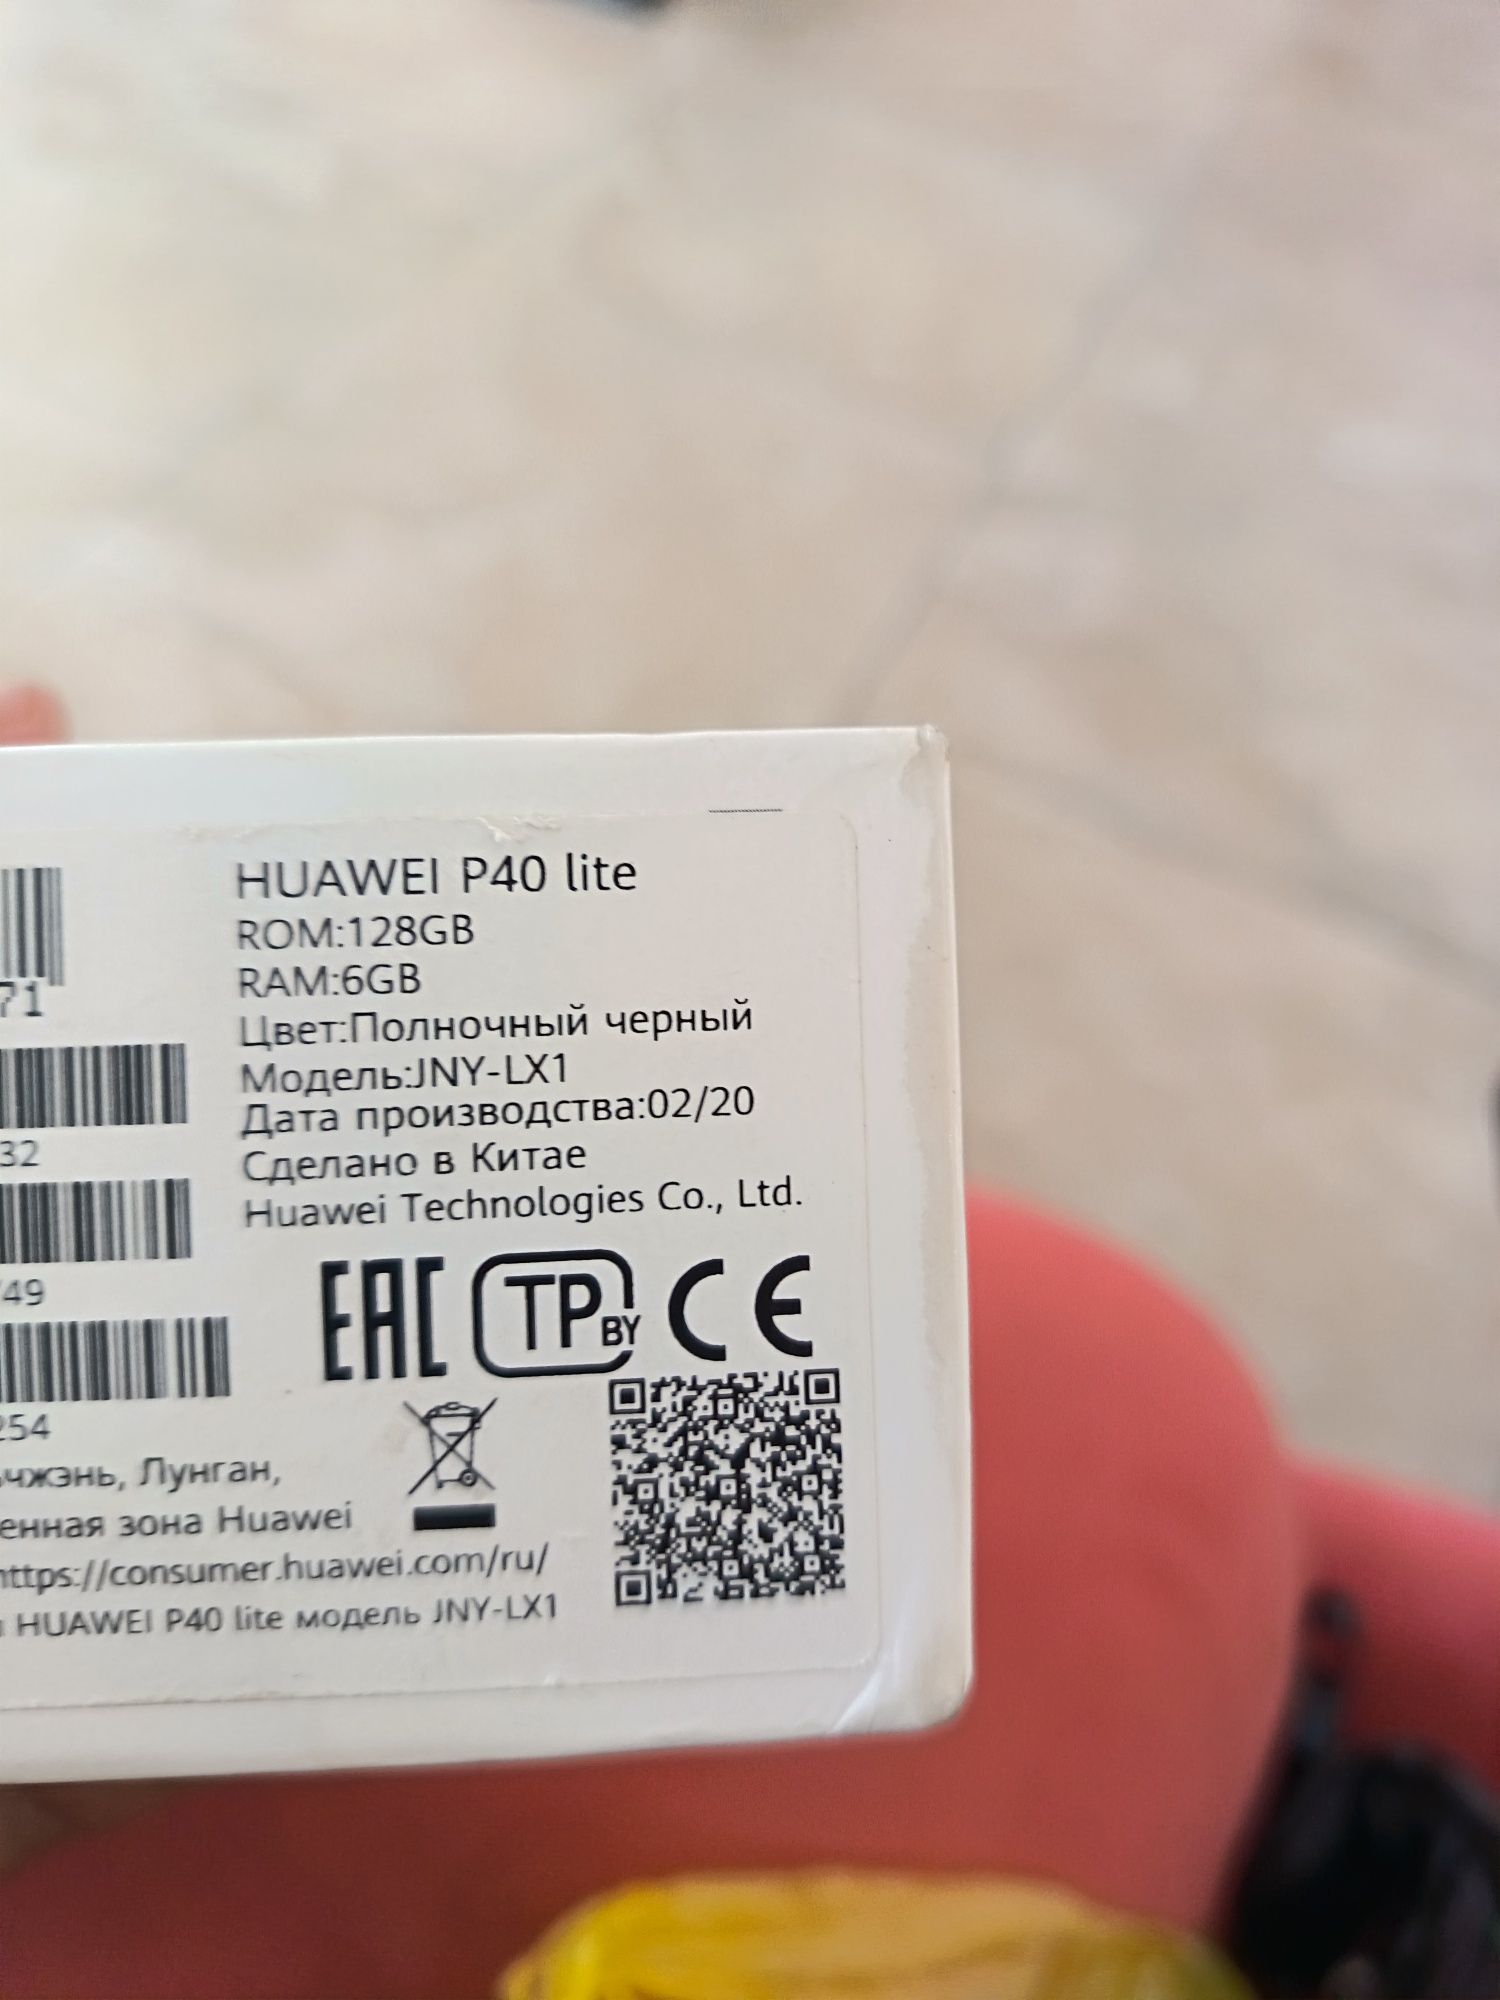 HUAWEI P40 lite
ROM:128GB
RAM:6GB
71
Цвет:Полночный черный
Модель:JNY-LX1
Дата производства:02/20
32
Сделано в Китае
Huawei Technologies Co., Ltd.
49
EAC TP BY CE
254
чжэнь, Лунган,
енная зона Huawei
https://consumer.huawei.com/ru/
HUAWEI P40 lite модель JNY-LX1